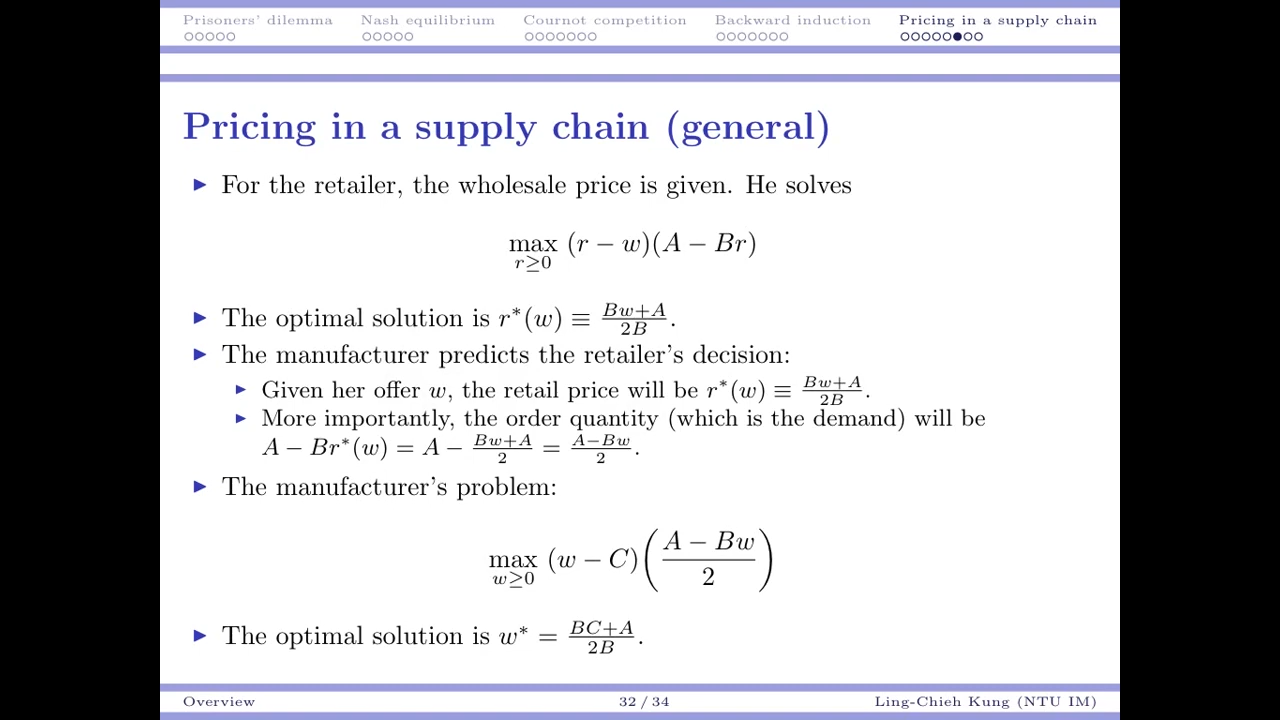 Prisoners' dilemma Nash equilibrium Cournot competition Backward induction Pricing in a supply chain
Pricing in a supply chain (general)
► For the retailer, the wholesale price is given. He solves
max (r − w)(A − Br)
r≥0
► The optimal solution is r*(w) ≡ Bw+A / 2B.
► The manufacturer predicts the retailer's decision:
► Given her offer w, the retail price will be r*(w) ≡ Bw+A / 2B.
► More importantly, the order quantity (which is the demand) will be
A − Br*(w) = A − Bw+A / 2 = A−Bw / 2.
► The manufacturer's problem:
max (w − C)(A − Bw / 2)
w≥0
► The optimal solution is w* = BC+A / 2B.
Overview 32 / 34 Ling-Chieh Kung (NTU IM)